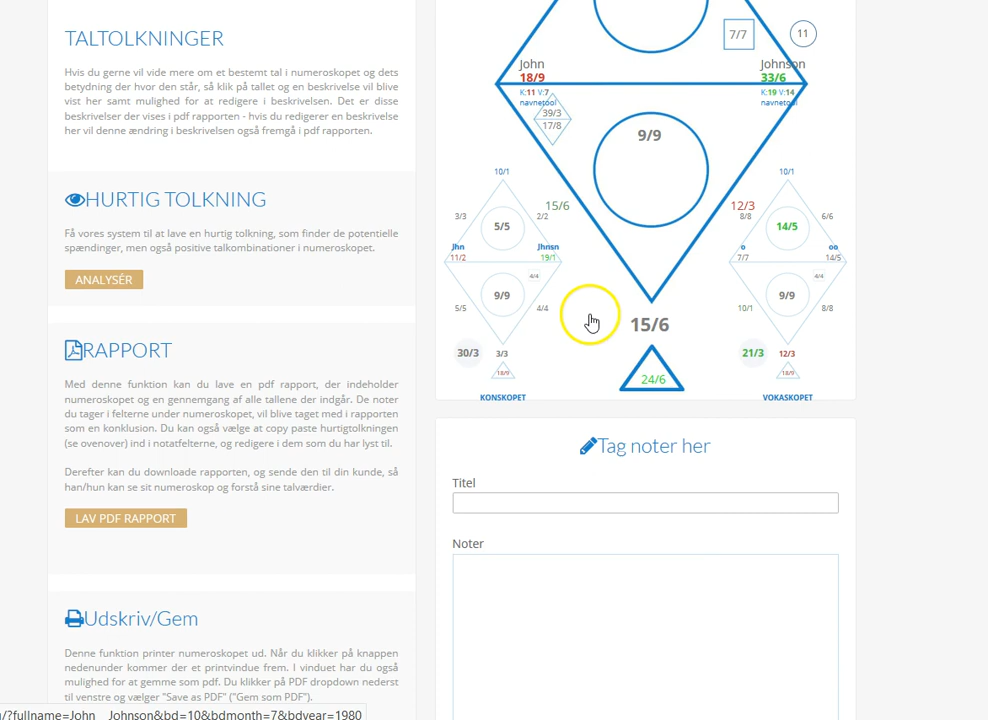 TALTOLKNINGER
Hvis du gerne vil vide mere om et bestemt tal i numeroskopet og dets
betydning der hvor den står, så klik på tallet og en beskrivelse vil blive
vist her samt mulighed for at redigere i beskrivelsen. Det er disse
beskrivelser der vises i pdf rapporten - hvis du redigerer en beskrivelse
her vil denne ændring i beskrivelsen også fremgå i pdf rapporten.
HURTIG TOLKNING
Få vores system til at lave en hurtig tolkning, som finder de potentielle
spændinger, men også positive talkombinationer i numeroskopet.
ANALYSÉR
RAPPORT
Med denne funktion kan du lave en pdf rapport, der indeholder
numeroskopet og en gennemgang af alle tallene der indgår. De noter
du tager i felterne under numeroskopet, vil blive taget med i rapporten
som en konklusion. Du kan også vælge at copy paste hurtigtolkningen
(se ovenover) ind i notatfelterne, og redigere i dem som du har lyst til.
Derefter kan du downloade rapporten, og sende den til din kunde, så
han/hun kan se sit numeroskop og forstå sine talværdier.
LAV PDF RAPPORT
Udskriv/Gem
Denne funktion printer numeroskopet ud. Når du klikker på knappen
nedenunder kommer der et printvindue frem. I vinduet har du også
mulighed for at gemme som pdf. Du klikker på PDF dropdown nederst
til venstre og vælger "Save as PDF" ("Gem som PDF").
/?fullname=John__Johnson&bd=10&bdmonth=7&bdyear=1980
7/7
11
John
Johnson
18/9
33/6
K:11 V:7
K:19 V:14
navnetool
navnetool
39/3
17/8
9/9
10/1
10/1
15/6
12/3
3/3
2/2
8/8
6/6
5/5
14/5
Jhn
Jhnsn
o
oo
11/2
19/1
7/7
14/5
4/4
4/4
9/9
9/9
5/5
4/4
10/1
8/8
15/6
30/3
3/3
21/3
12/3
18/9
24/6
18/9
KONSKOPET
VOKASKOPET
Tag noter her
Titel
Noter